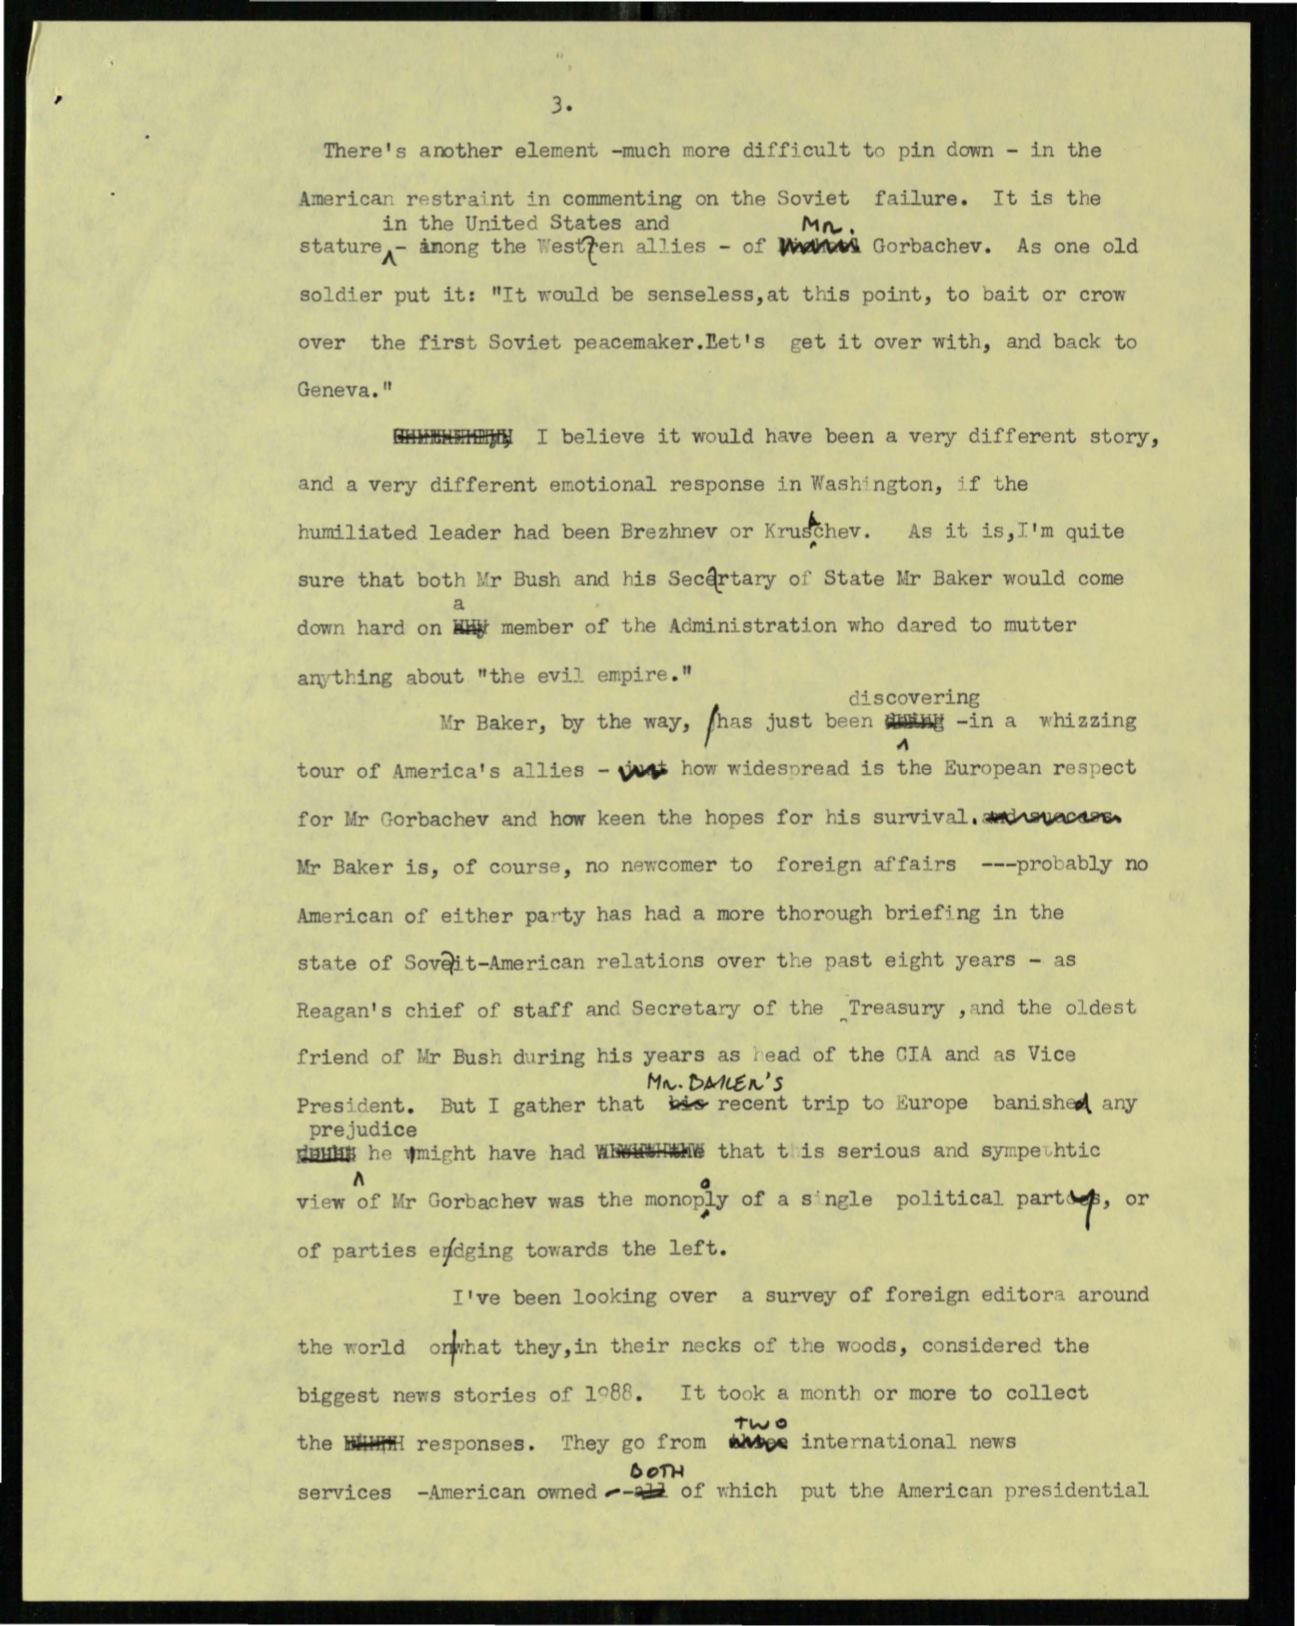 3.
There's another element -much more difficult to pin down - in the
American restraint in commenting on the Soviet failure. It is the
in the United States and Mr.
stature - among the Western allies - of Gorbachev. As one old
soldier put it: "It would be senseless,at this point, to bait or crow
over the first Soviet peacemaker.Let's get it over with, and back to
Geneva."
I believe it would have been a very different story,
and a very different emotional response in Washington, if the
humiliated leader had been Brezhnev or Kruschev. As it is,I'm quite
sure that both Mr Bush and his Secertary of State Mr Baker would come
a
down hard on any member of the Administration who dared to mutter
anything about "the evil empire."
discovering
Mr Baker, by the way, has just been -in a whizzing
tour of America's allies - just how widespread is the European respect
for Mr Gorbachev and how keen the hopes for his survival. and success.
Mr Baker is, of course, no newcomer to foreign affairs ---probably no
American of either party has had a more thorough briefing in the
state of Soveit-American relations over the past eight years - as
Reagan's chief of staff and Secretary of the Treasury ,and the oldest
friend of Mr Bush during his years as head of the CIA and as Vice
Mr. BAKER'S
President. But I gather that his recent trip to Europe banished any
prejudice
he might have had that this serious and sympethtic
view of Mr Gorbachev was the monoply of a single political party, or
of parties edging towards the left.
I've been looking over a survey of foreign editora around
the world on what they,in their necks of the woods, considered the
biggest news stories of 1988. It took a month or more to collect
TWO
the responses. They go from three international news
BOTH
services -American owned --all of which put the American presidential